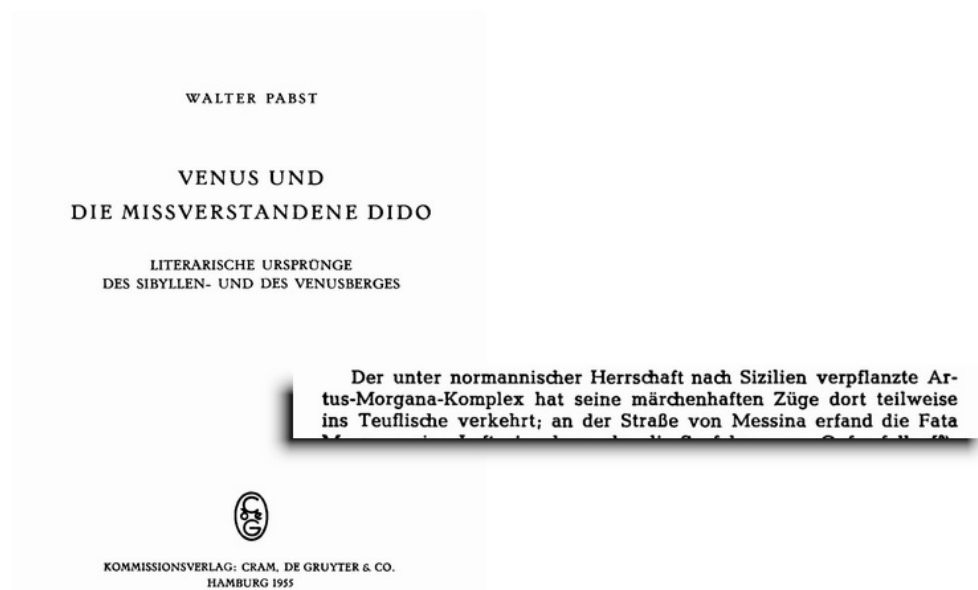 WALTER PABST
VENUS UND
DIE MISSVERSTANDENE DIDO
LITERARISCHE URSPRÜNGE
DES SIBYLLEN- UND DES VENUSBERGES
Der unter normannischer Herrschaft nach Sizilien verpflanzte Ar-
tus-Morgana-Komplex hat seine märchenhaften Züge dort teilweise
ins Teuflische verkehrt; an der Straße von Messina erfand die Fata
KOMMISSIONSVERLAG: CRAM, DE GRUYTER & CO.
HAMBURG 1955